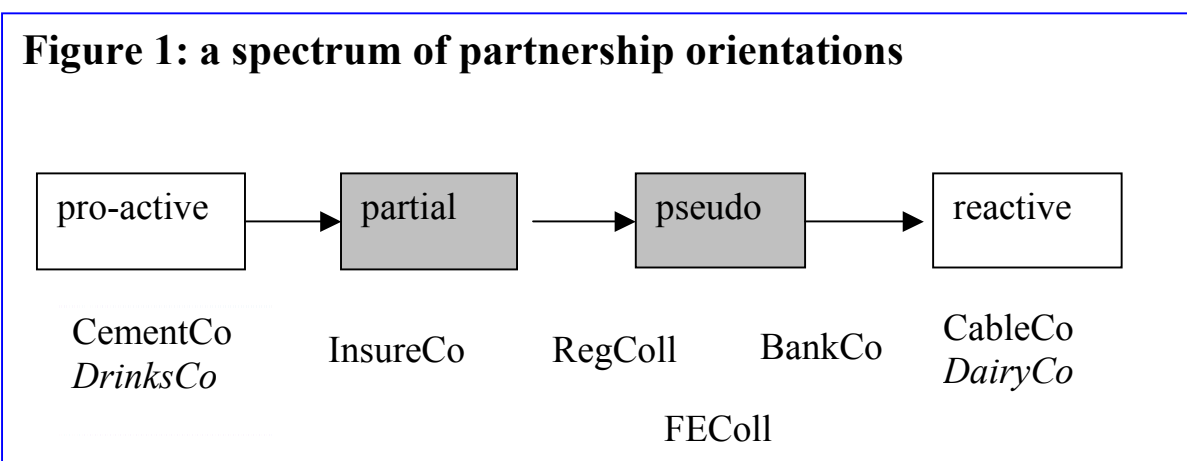 Figure 1: a spectrum of partnership orientations
pro-active partial pseudo reactive
CementCo InsureCo RegColl BankCo CableCo
DrinksCo DairyCo
FEColl